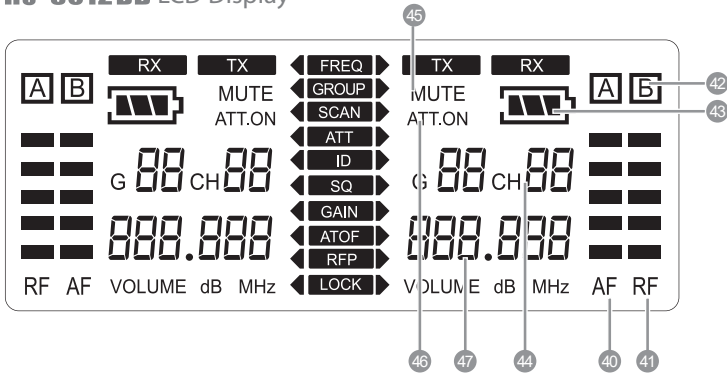 LCD Display
45
RX TX FREQ TX RX
A B GROUP A B 42
MUTE SCAN MUTE 43
ATT.ON ATT ATT.ON
ID
G 88 CH 88 SQ G 88 CH 88
GAIN
888.888 ATOF 888.888
RFP
RF AF VOLUME dB MHz LOCK VOLUME dB MHz AF RF
46 47 44 40 41